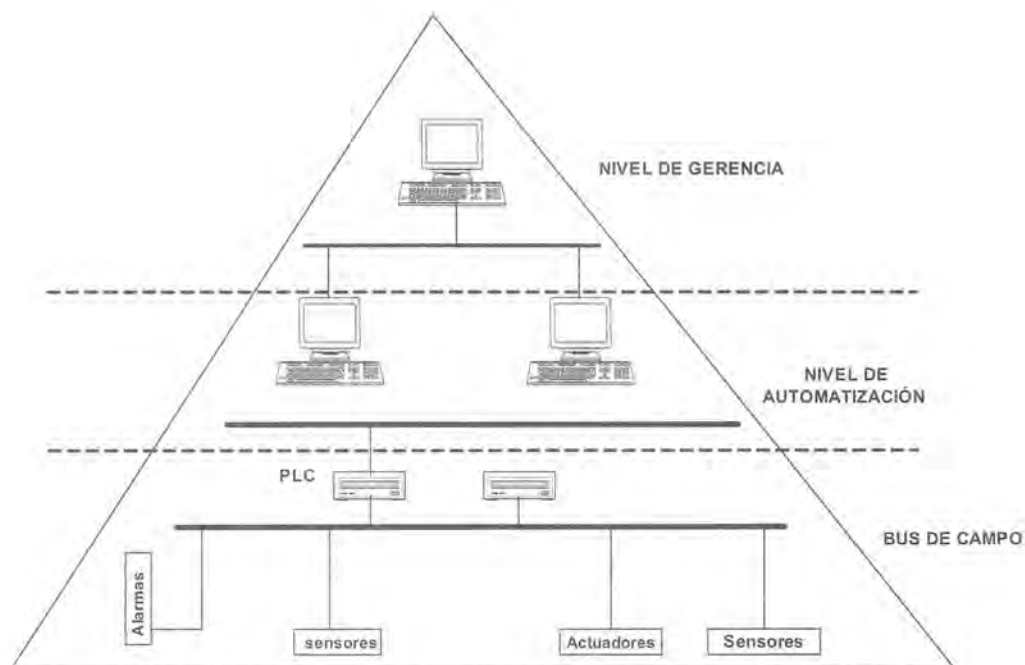 NIVEL DE GERENCIA
NIVEL DE
AUTOMATIZACIÓN
PLC
BUS DE CAMPO
Alarmas
sensores
Actuadores
Sensores